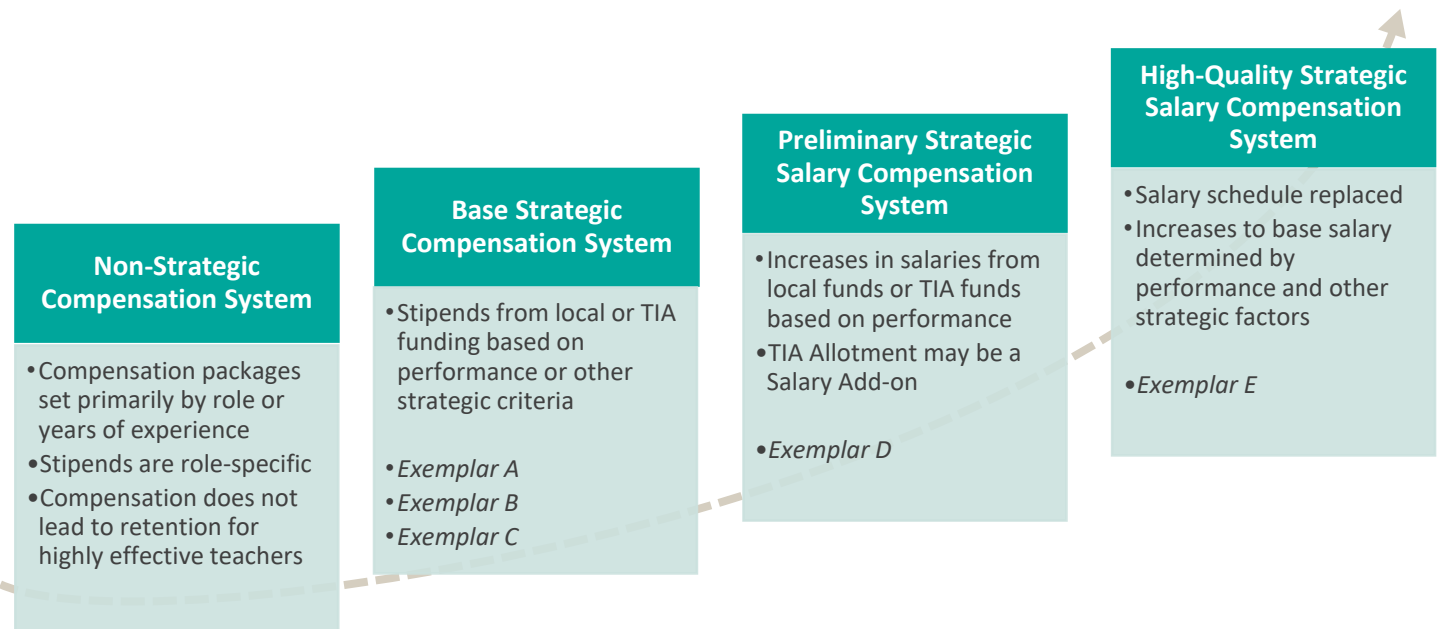 Non-Strategic
Compensation System
•Compensation packages
set primarily by role or
years of experience
•Stipends are role-specific
•Compensation does not
lead to retention for
highly effective teachers
Base Strategic
Compensation System
•Stipends from local or TIA
funding based on
performance or other
strategic criteria
•Exemplar A
•Exemplar B
•Exemplar C
Preliminary Strategic
Salary Compensation
System
•Increases in salaries from
local funds or TIA funds
based on performance
•TIA Allotment may be a
Salary Add-on
•Exemplar D
High-Quality Strategic
Salary Compensation
System
•Salary schedule replaced
•Increases to base salary
determined by
performance and other
strategic factors
•Exemplar E